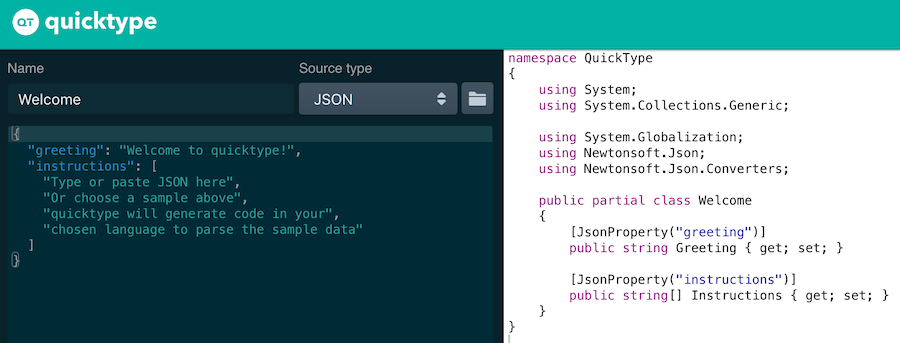 QT quicktype
Name
Source type
Welcome
JSON
{
  "greeting": "Welcome to quicktype!",
  "instructions": [
    "Type or paste JSON here",
    "Or choose a sample above",
    "quicktype will generate code in your",
    "chosen language to parse the sample data"
  ]
}
namespace QuickType
{
    using System;
    using System.Collections.Generic;

    using System.Globalization;
    using Newtonsoft.Json;
    using Newtonsoft.Json.Converters;

    public partial class Welcome
    {
        [JsonProperty("greeting")]
        public string Greeting { get; set; }

        [JsonProperty("instructions")]
        public string[] Instructions { get; set; }
    }
}